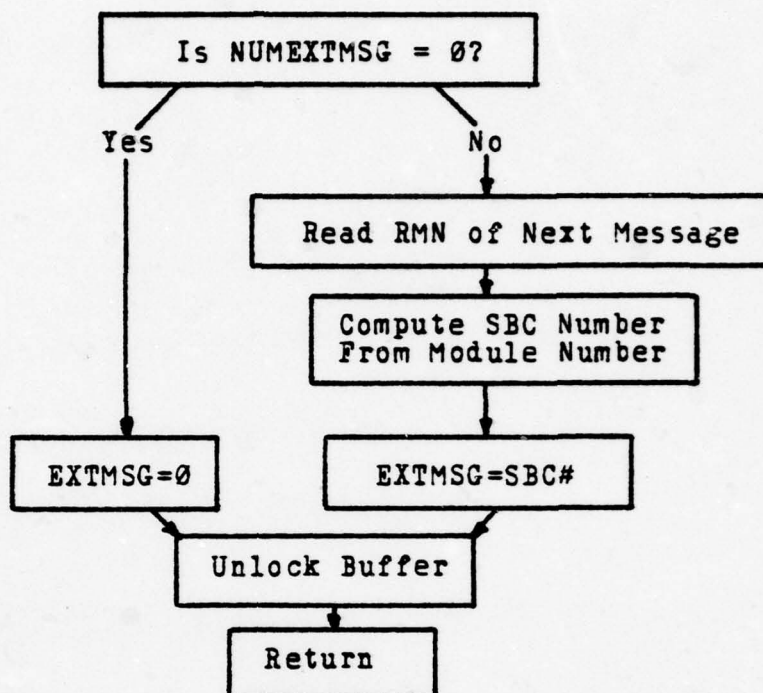 Is NUMEXTMSG = Ø?
Yes
No
Read RMN of Next Message
Compute SBC Number
From Module Number
EXTMSG=Ø
EXTMSG=SBC#
Unlock Buffer
Return